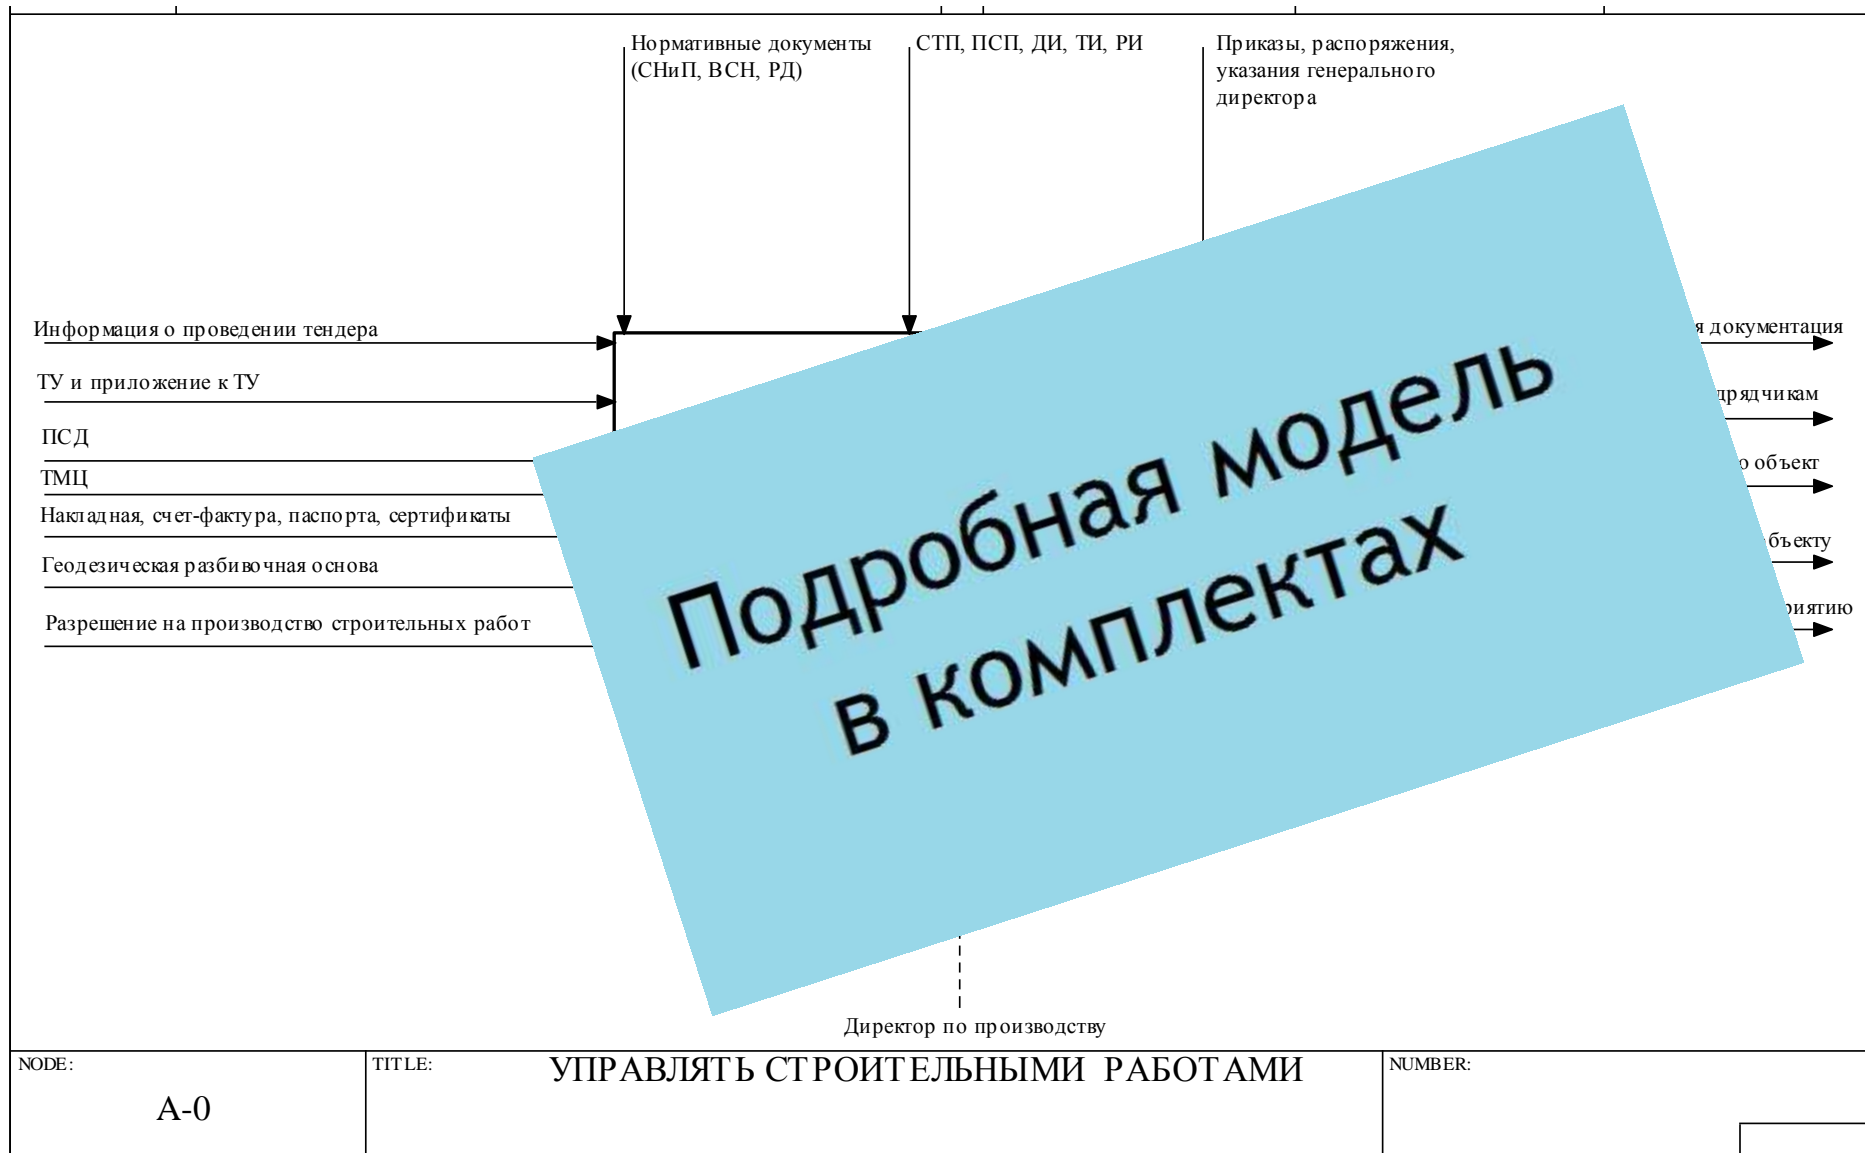 Нормативные документы
(СНиП, ВСН, РД)
СТП, ПСП, ДИ, ТИ, РИ
Приказы, распоряжения,
указания генерального
директора
Информация о проведении тендера
ТУ и приложение к ТУ
ПСД
ТМЦ
Накладная, счет-фактура, паспорта, сертификаты
Геодезическая разбивочная основа
Разрешение на производство строительных работ
Подробная модель
в комплектах
документация
объект
Директор по производству
NODE:
A-0
TITLE:
УПРАВЛЯТЬ СТРОИТЕЛЬНЫМИ РАБОТАМИ
NUMBER: